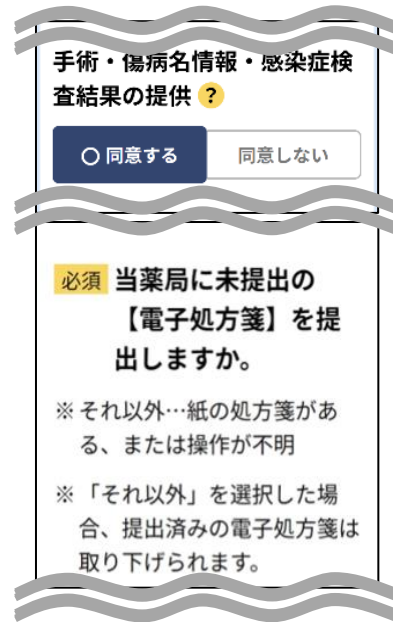 手術・傷病名情報・感染症検
査結果の提供 ?
〇 同意する 同意しない
必須 当薬局に未提出の
【電子処方箋】を提
出しますか。
※ それ以外…紙の処方箋があ
る、または操作が不明
※ 「それ以外」を選択した場
合、提出済みの電子処方箋は
取り下げられます。